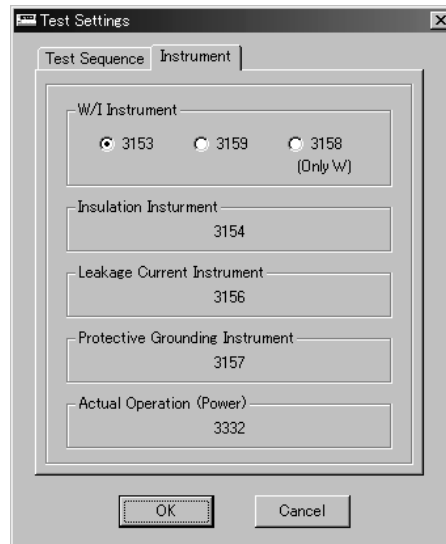 Test Settings
Test Sequence
Instrument
W/I Instrument
3153
3159
3158
(Only W)
Insulation Insturment
3154
Leakage Current Instrument
3156
Protective Grounding Instrument
3157
Actual Operation (Power)
3332
OK
Cancel